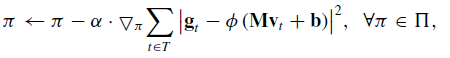 π ← π − α · ▽_π ∑_{t∈T} |g_t − ϕ (Mv_t + b)|², ∀π ∈ Π,